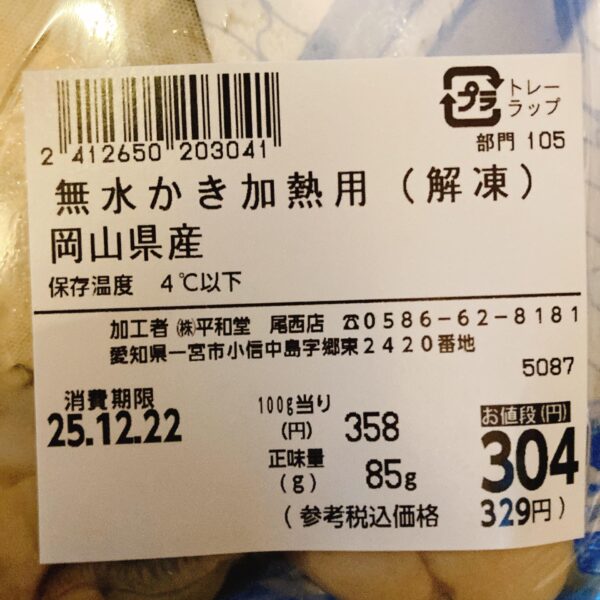 プラ
トレー
ラップ
2 412650 203041
部門 105
無水かき加熱用(解凍)
岡山県産
保存温度 4℃以下
加工者 ㈱平和堂 尾西店 ☎0586-62-8181
愛知県一宮市小信中島字郷東2420番地
5087
消費期限
25.12.22
100g当り
(円) 358
正味量
(g) 85g
お値段(円)
304
(参考税込価格 329円)